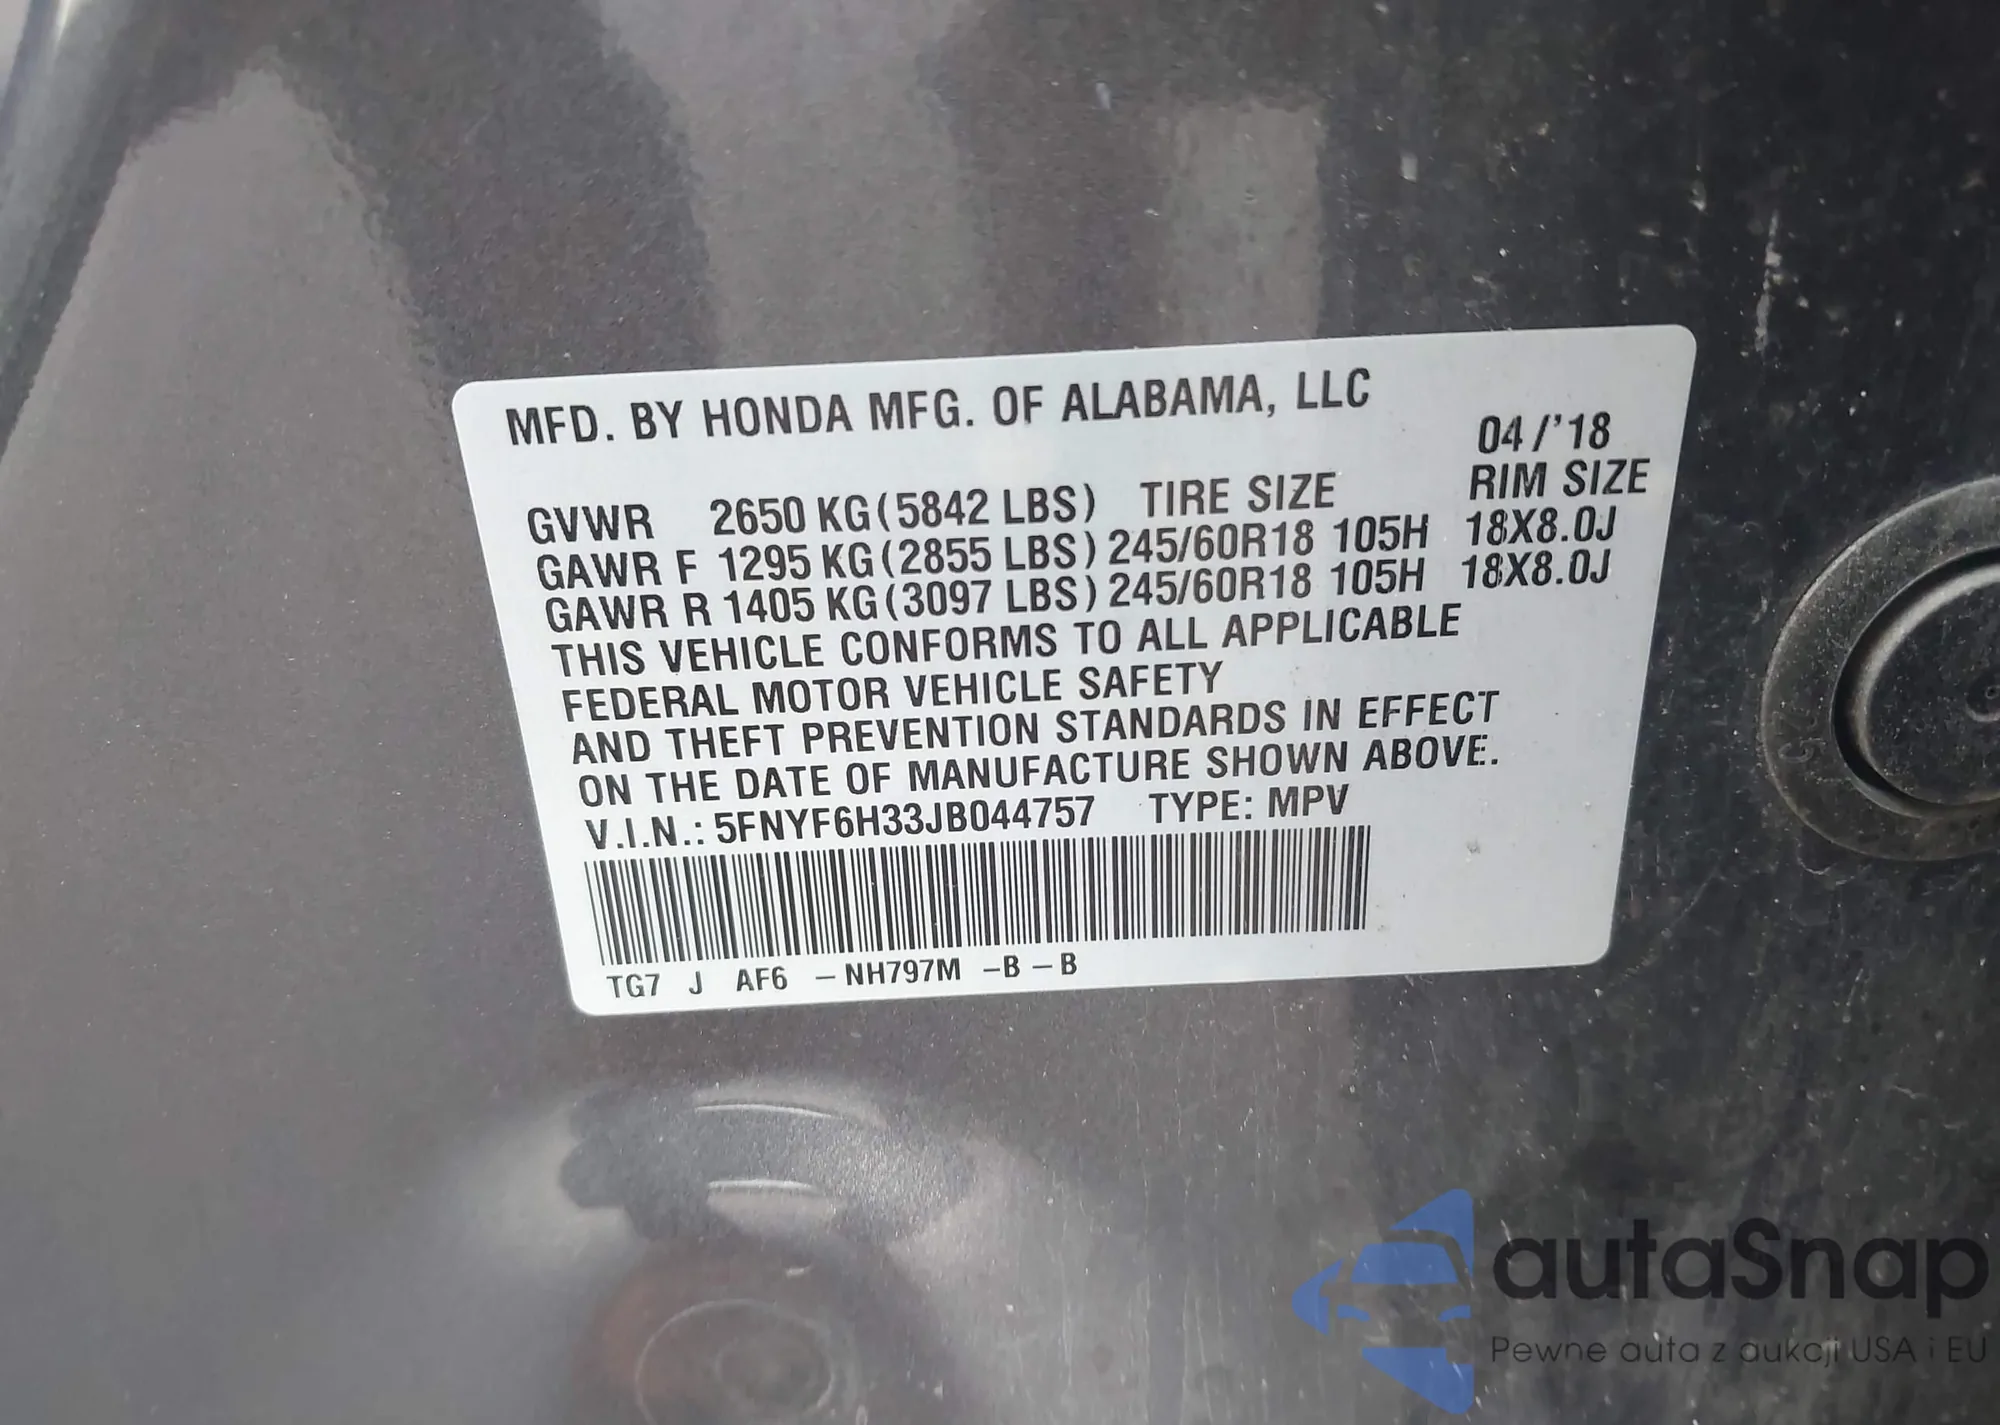 MFD. BY HONDA MFG. OF ALABAMA, LLC
04/'18
GVWR 2650 KG (5842 LBS) TIRE SIZE RIM SIZE
GAWR F 1295 KG (2855 LBS) 245/60R18 105H 18X8.0J
GAWR R 1405 KG (3097 LBS) 245/60R18 105H 18X8.0J
THIS VEHICLE CONFORMS TO ALL APPLICABLE
FEDERAL MOTOR VEHICLE SAFETY
AND THEFT PREVENTION STANDARDS IN EFFECT
ON THE DATE OF MANUFACTURE SHOWN ABOVE.
V.I.N.: 5FNYF6H33JB044757 TYPE: MPV
TG7 J AF6 – NH797M –B – B
25
autaSnap
Pewne auta z aukcji USA i EU